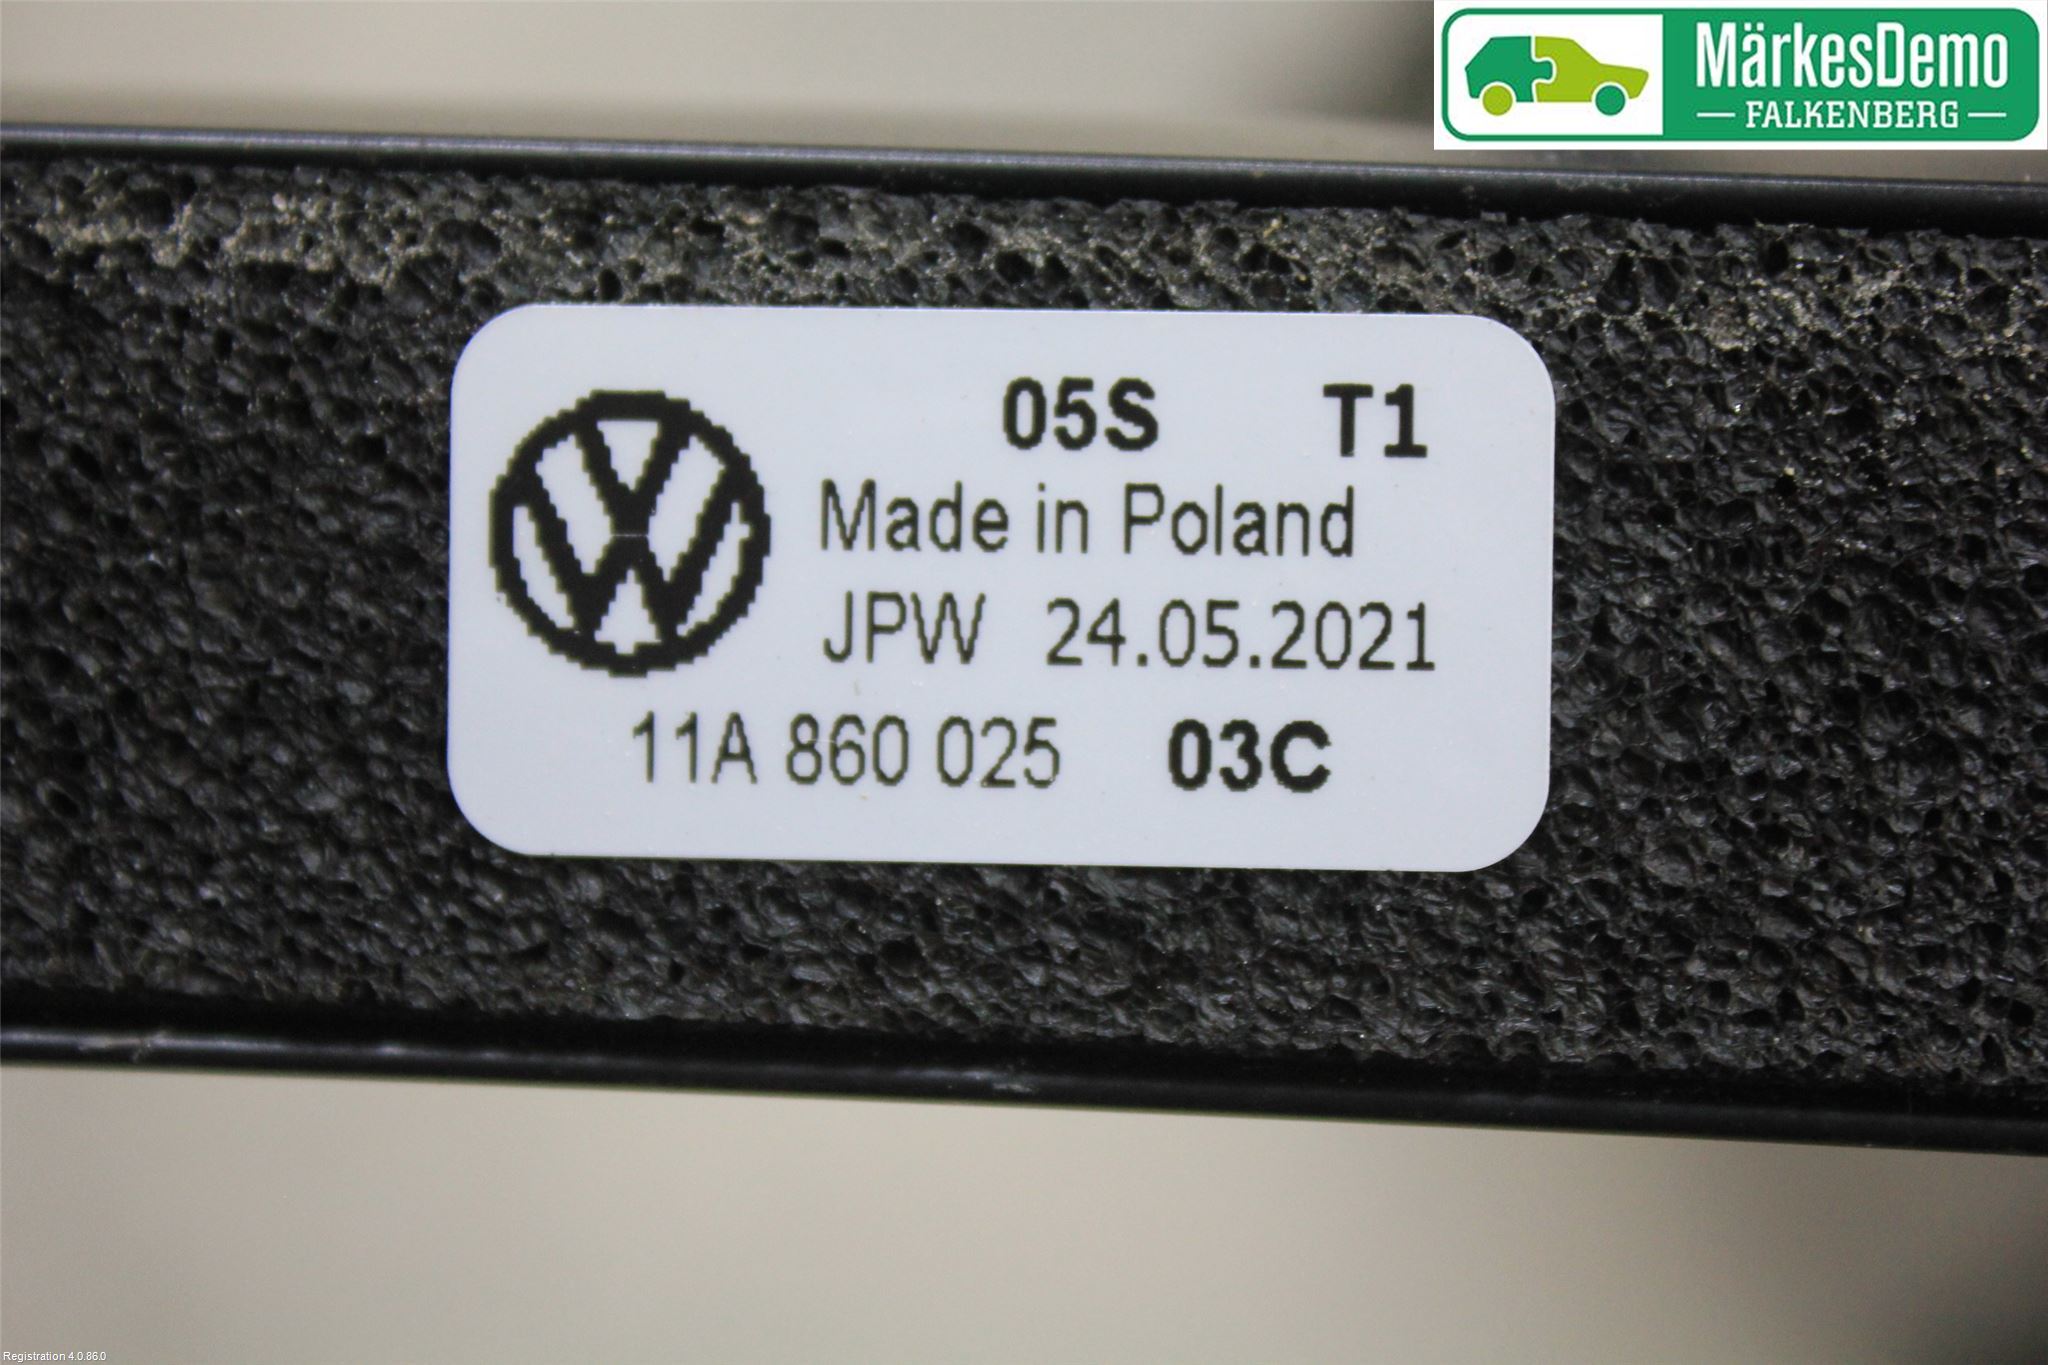 MärkesDemo
FALKENBERG
05S T1
Made in Poland
JPW 24.05.2021
11A 860 025 03C
Registration 4.0.86.0